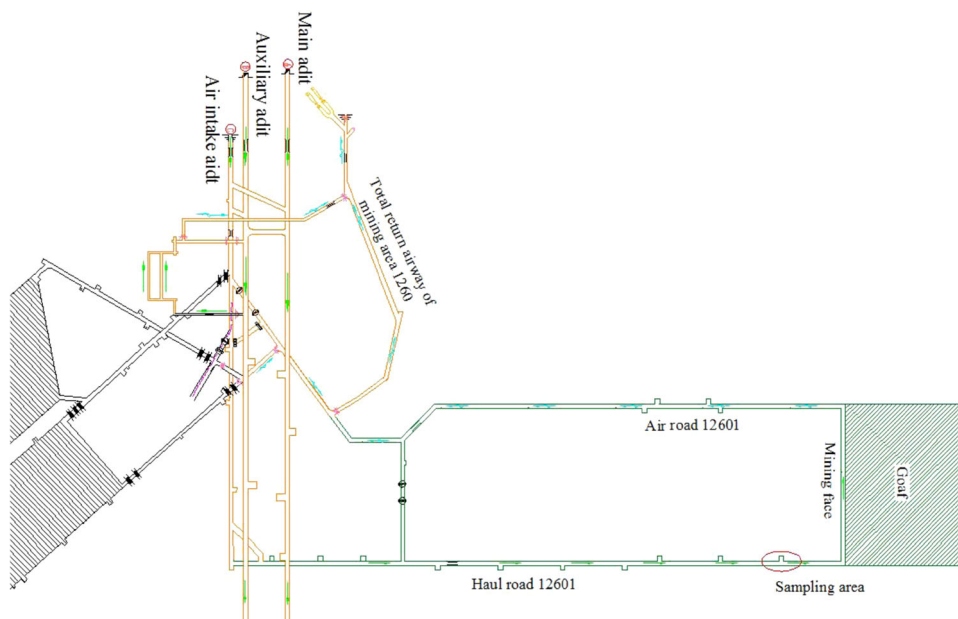 Main adit
Auxiliary adit
Air intake aidt
Total return airway of
mining area 1260
Air road 12601
Mining face
Goaf
Haul road 12601
Sampling area